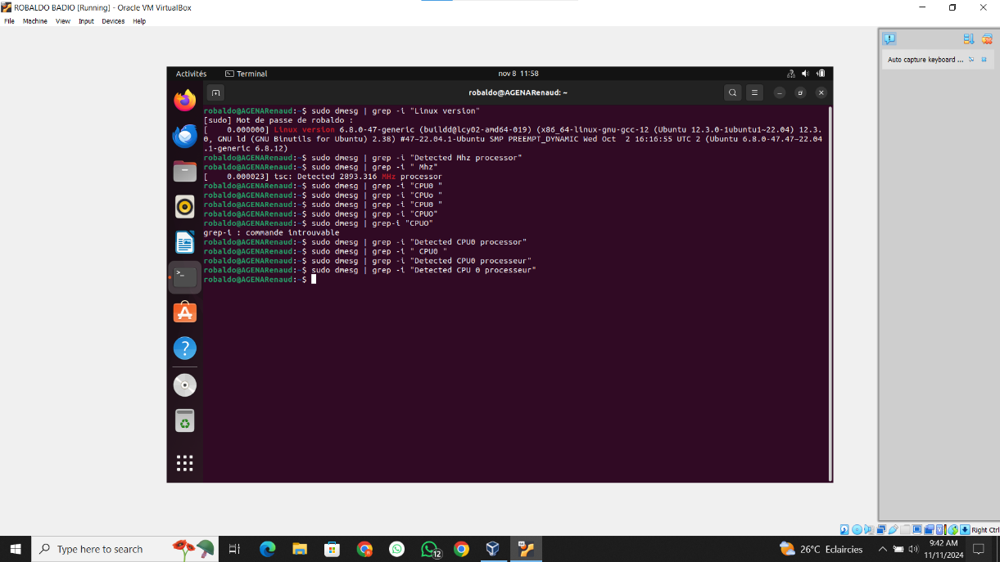 ROBALDO BADIO [Running] - Oracle VM VirtualBox
File Machine View Input Devices Help
Auto capture keyboard ...
Activités Terminal nov 8 11:58
robaldo@AGENARenaud: ~
robaldo@AGENARenaud:~$ sudo dmesg | grep -i "Linux version"
[sudo] Mot de passe de robaldo :
[    0.000000] Linux version 6.8.0-47-generic (buildd@lcy02-amd64-019) (x86_64-linux-gnu-gcc-12 (Ubuntu 12.3.0-1ubuntu1~22.04) 12.3.
0, GNU ld (GNU Binutils for Ubuntu) 2.38) #47~22.04.1-Ubuntu SMP PREEMPT_DYNAMIC Wed Oct  2 16:16:55 UTC 2 (Ubuntu 6.8.0-47.47~22.04
.1-generic 6.8.12)
robaldo@AGENARenaud:~$ sudo dmesg | grep -i "Detected Mhz processor"
robaldo@AGENARenaud:~$ sudo dmesg | grep -i " Mhz"
[    0.000023] tsc: Detected 2893.316 MHz processor
robaldo@AGENARenaud:~$ sudo dmesg | grep -i "CPU0 "
robaldo@AGENARenaud:~$ sudo dmesg | grep -i "CPUo "
robaldo@AGENARenaud:~$ sudo dmesg | grep -i "CPU0 "
robaldo@AGENARenaud:~$ sudo dmesg | grep -i "CPUO"
robaldo@AGENARenaud:~$ sudo dmesg | grep-i "CPUO"
grep-i : commande introuvable
robaldo@AGENARenaud:~$ sudo dmesg | grep -i "Detected CPU0 processor"
robaldo@AGENARenaud:~$ sudo dmesg | grep -i " CPU0 "
robaldo@AGENARenaud:~$ sudo dmesg | grep -i "Detected CPU0 processeur"
robaldo@AGENARenaud:~$ sudo dmesg | grep -i "Detected CPU 0 processeur"
robaldo@AGENARenaud:~$
Right Ctrl
Type here to search
12
26°C Eclaircies
9:42 AM
11/11/2024